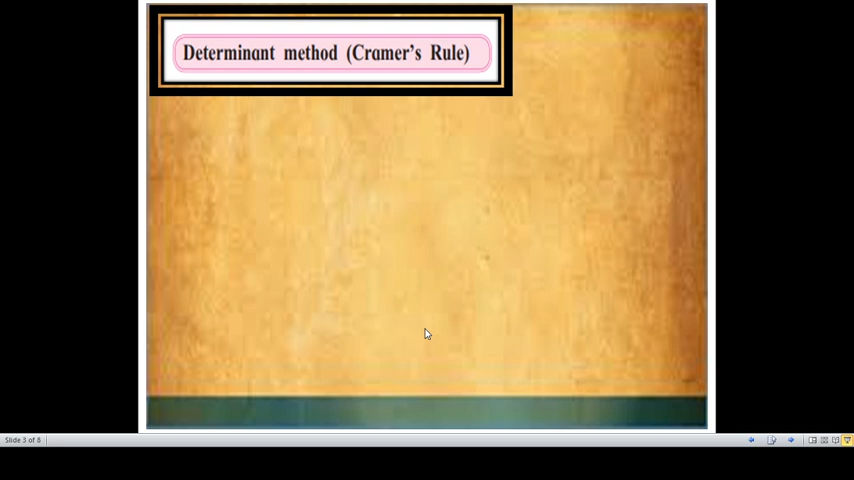 Determinant method (Cramer's Rule)
Slide 3 of 8